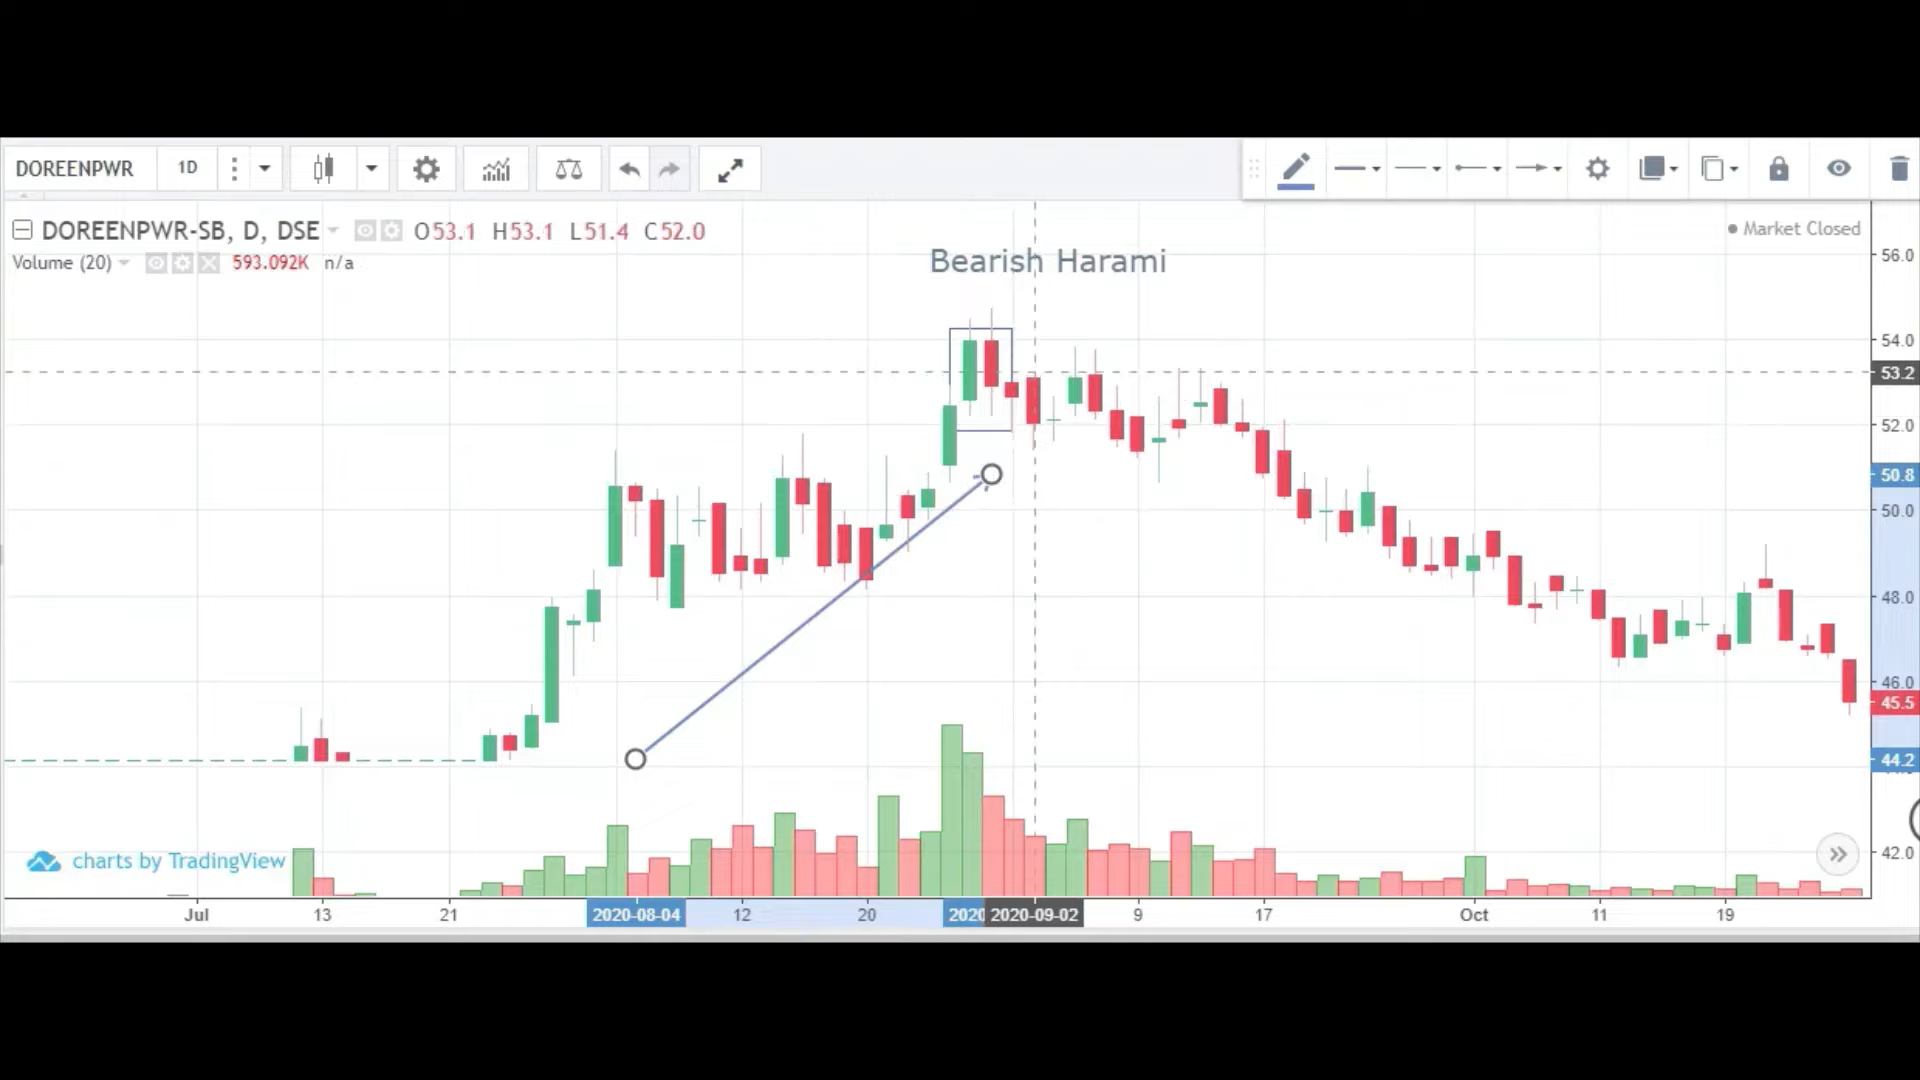 DOREENPWR 1D
DOREENPWR-SB, D, DSE O53.1 H53.1 L51.4 C52.0
Market Closed
Volume (20) 593.092K n/a
Bearish Harami
56.0
54.0
53.2
52.0
50.8
50.0
48.0
46.0
45.5
44.2
42.0
charts by TradingView
Jul 13 21 2020-08-04 12 20 2020 2020-09-02 9 17 Oct 11 19